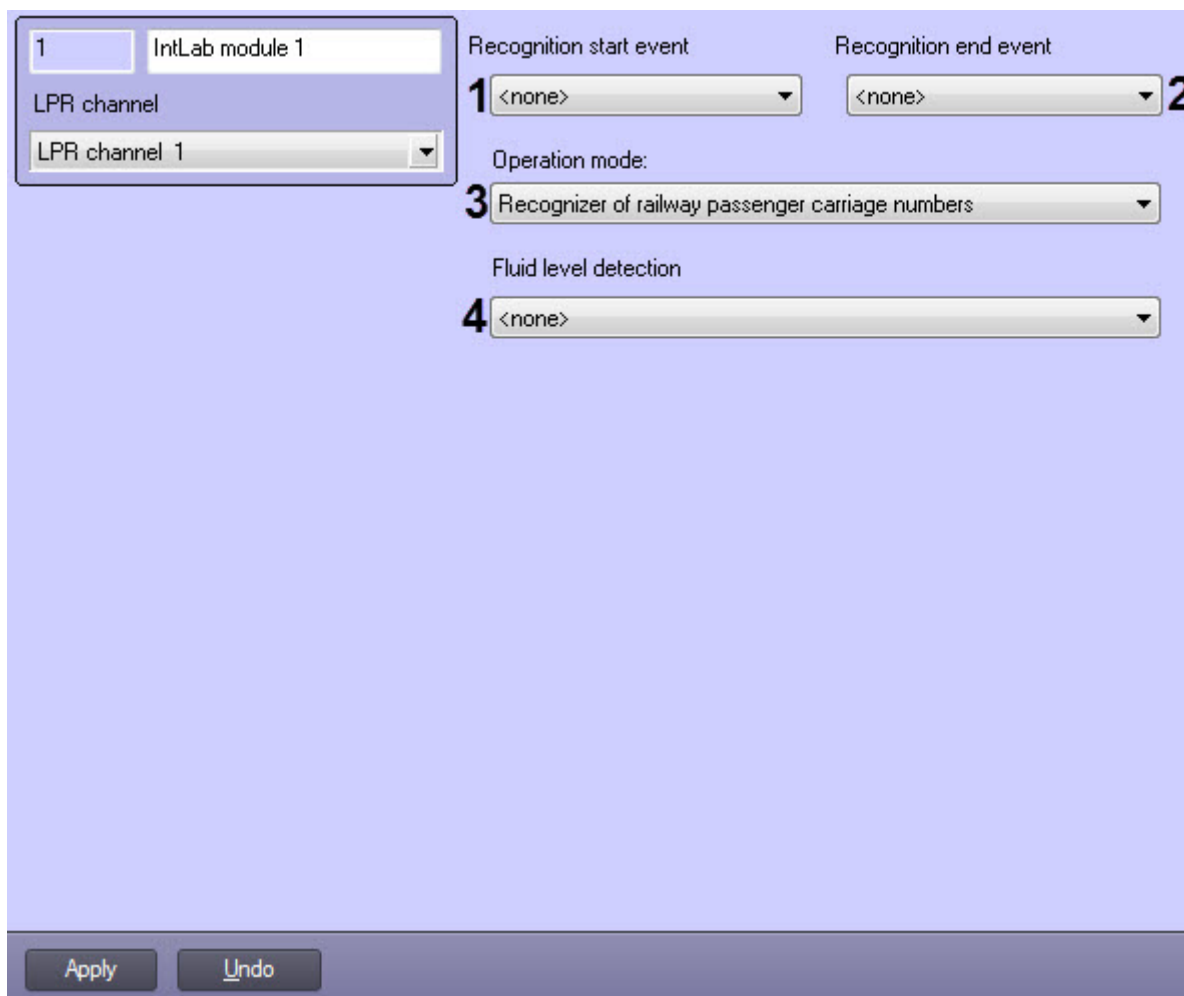 1 IntLab module 1
LPR channel
LPR channel 1
Recognition start event Recognition end event
1 <none> <none> 2
Operation mode:
3 Recognizer of railway passenger carriage numbers
Fluid level detection
4 <none>
Apply Undo